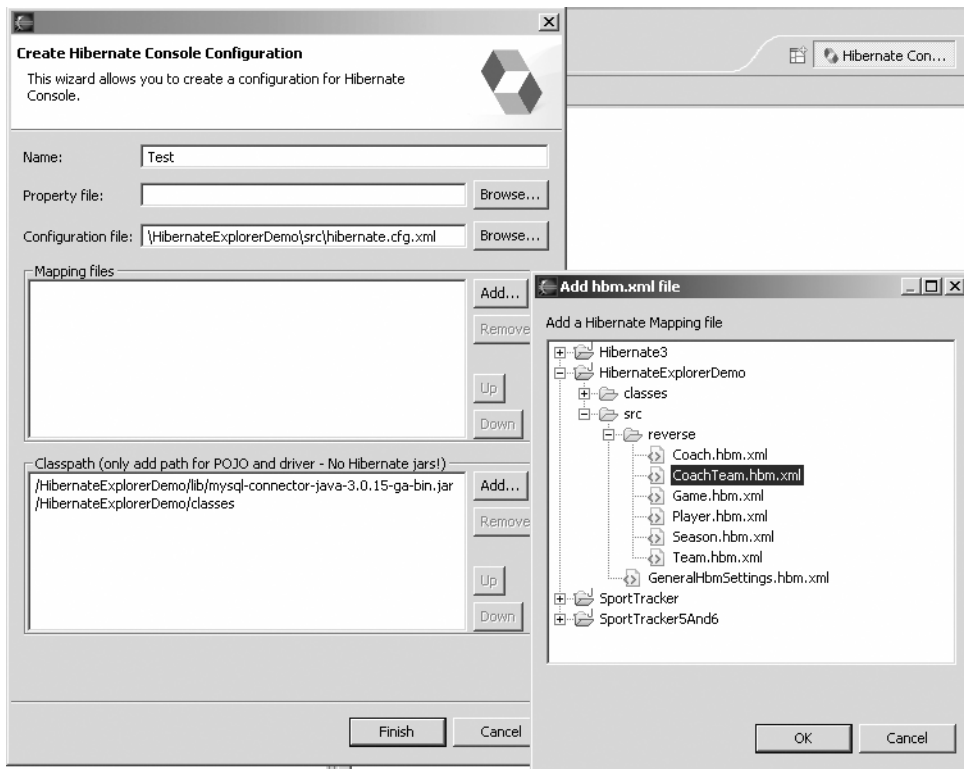 Create Hibernate Console Configuration
This wizard allows you to create a configuration for Hibernate
Console.
Hibernate Con...
Name:
Test
Property file:
Browse...
Configuration file:
\HibernateExplorerDemo\src\hibernate.cfg.xml
Browse...
Mapping files
Add...
Remove
Up
Down
Classpath (only add path for POJO and driver - No Hibernate jars!)
/HibernateExplorerDemo/lib/mysql-connector-java-3.0.15-ga-bin.jar
/HibernateExplorerDemo/classes
Add...
Remove
Up
Down
Finish
Cancel
Add hbm.xml file
Add a Hibernate Mapping file
Hibernate3
HibernateExplorerDemo
classes
src
reverse
Coach.hbm.xml
CoachTeam.hbm.xml
Game.hbm.xml
Player.hbm.xml
Season.hbm.xml
Team.hbm.xml
GeneralHbmSettings.hbm.xml
SportTracker
SportTracker5And6
OK
Cancel